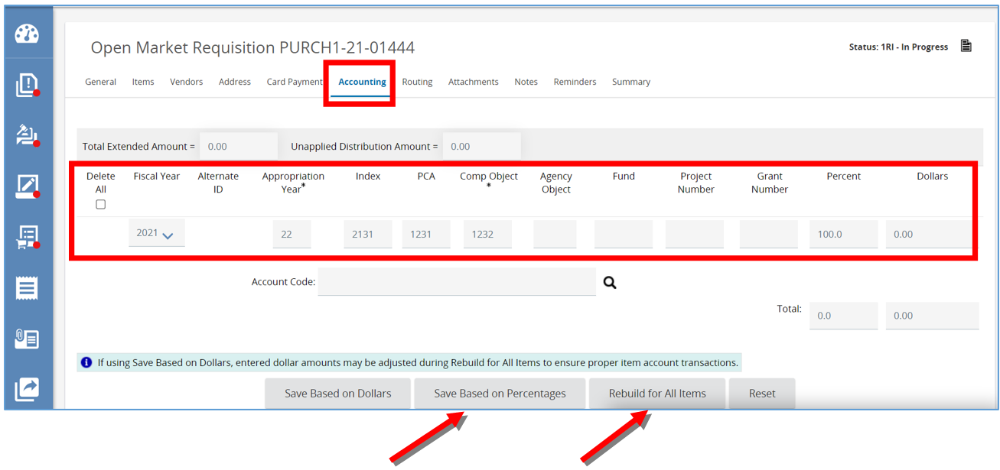 Open Market Requisition PURCH1-21-01444
Status: 1RI - In Progress
General Items Vendors Address Card Payment Accounting Routing Attachments Notes Reminders Summary
Total Extended Amount = 0.00 Unapplied Distribution Amount = 0.00
Delete All Fiscal Year Alternate ID Appropriation Year* Index PCA Comp Object * Agency Object Fund Project Number Grant Number Percent Dollars
2021 22 2131 1231 1232 100.0 0.00
Account Code:
Total: 0.0 0.00
If using Save Based on Dollars, entered dollar amounts may be adjusted during Rebuild for All Items to ensure proper item account transactions.
Save Based on Dollars Save Based on Percentages Rebuild for All Items Reset